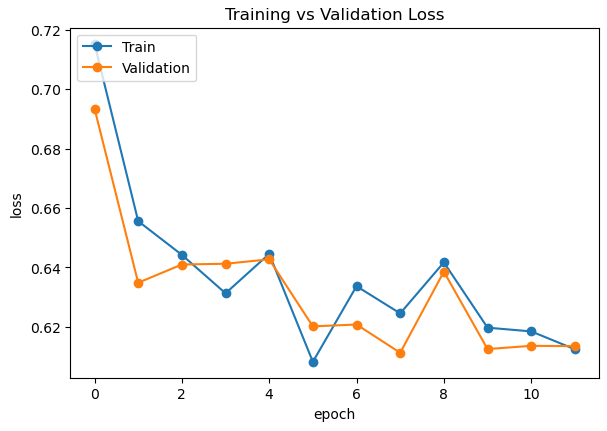 Training vs Validation Loss
Train
Validation
0.72
0.70
0.68
0.66
0.64
0.62
loss
0 2 4 6 8 10
epoch